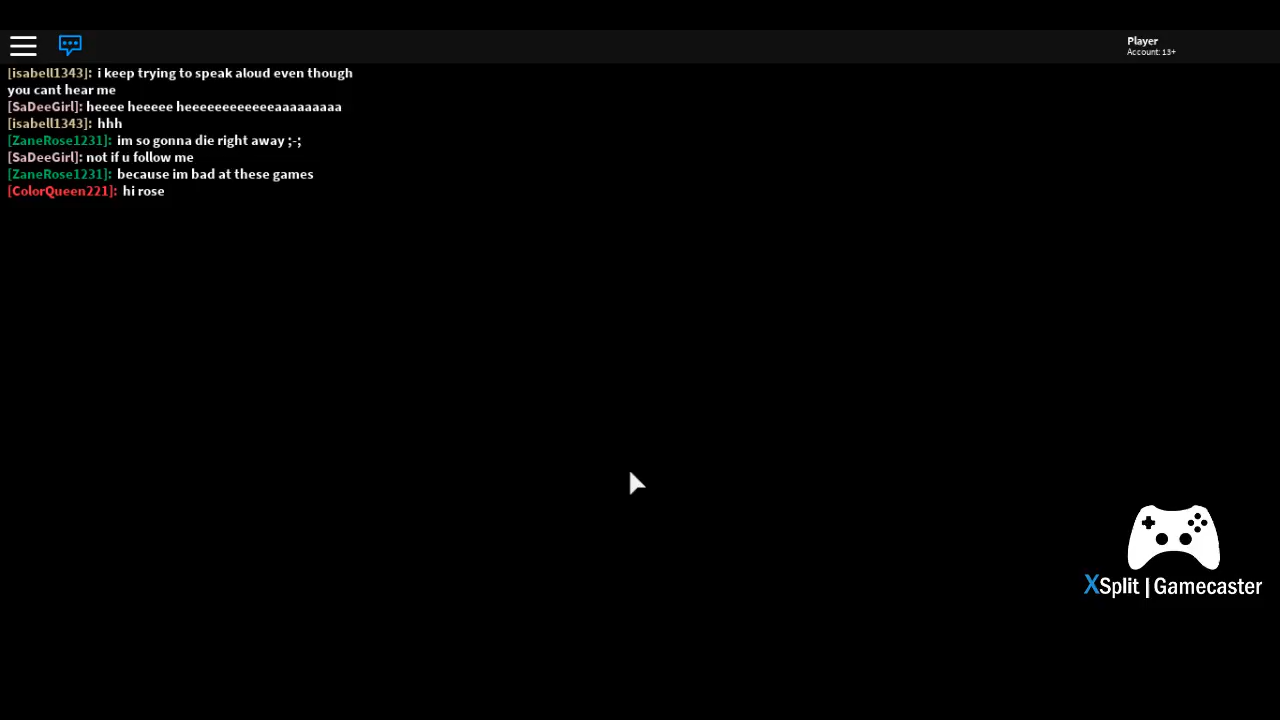 Player
Account: 13+
[isabell1343]: i keep trying to speak aloud even though
you cant hear me
[SaDeeGirl]: heeee heeeee heeeeeeeeeeeaaaaaaaaa
[isabell1343]: hhh
[ZaneRose1231]: im so gonna die right away ;-;
[SaDeeGirl]: not if u follow me
[ZaneRose1231]: because im bad at these games
[ColorQueen221]: hi rose
XSplit | Gamecaster